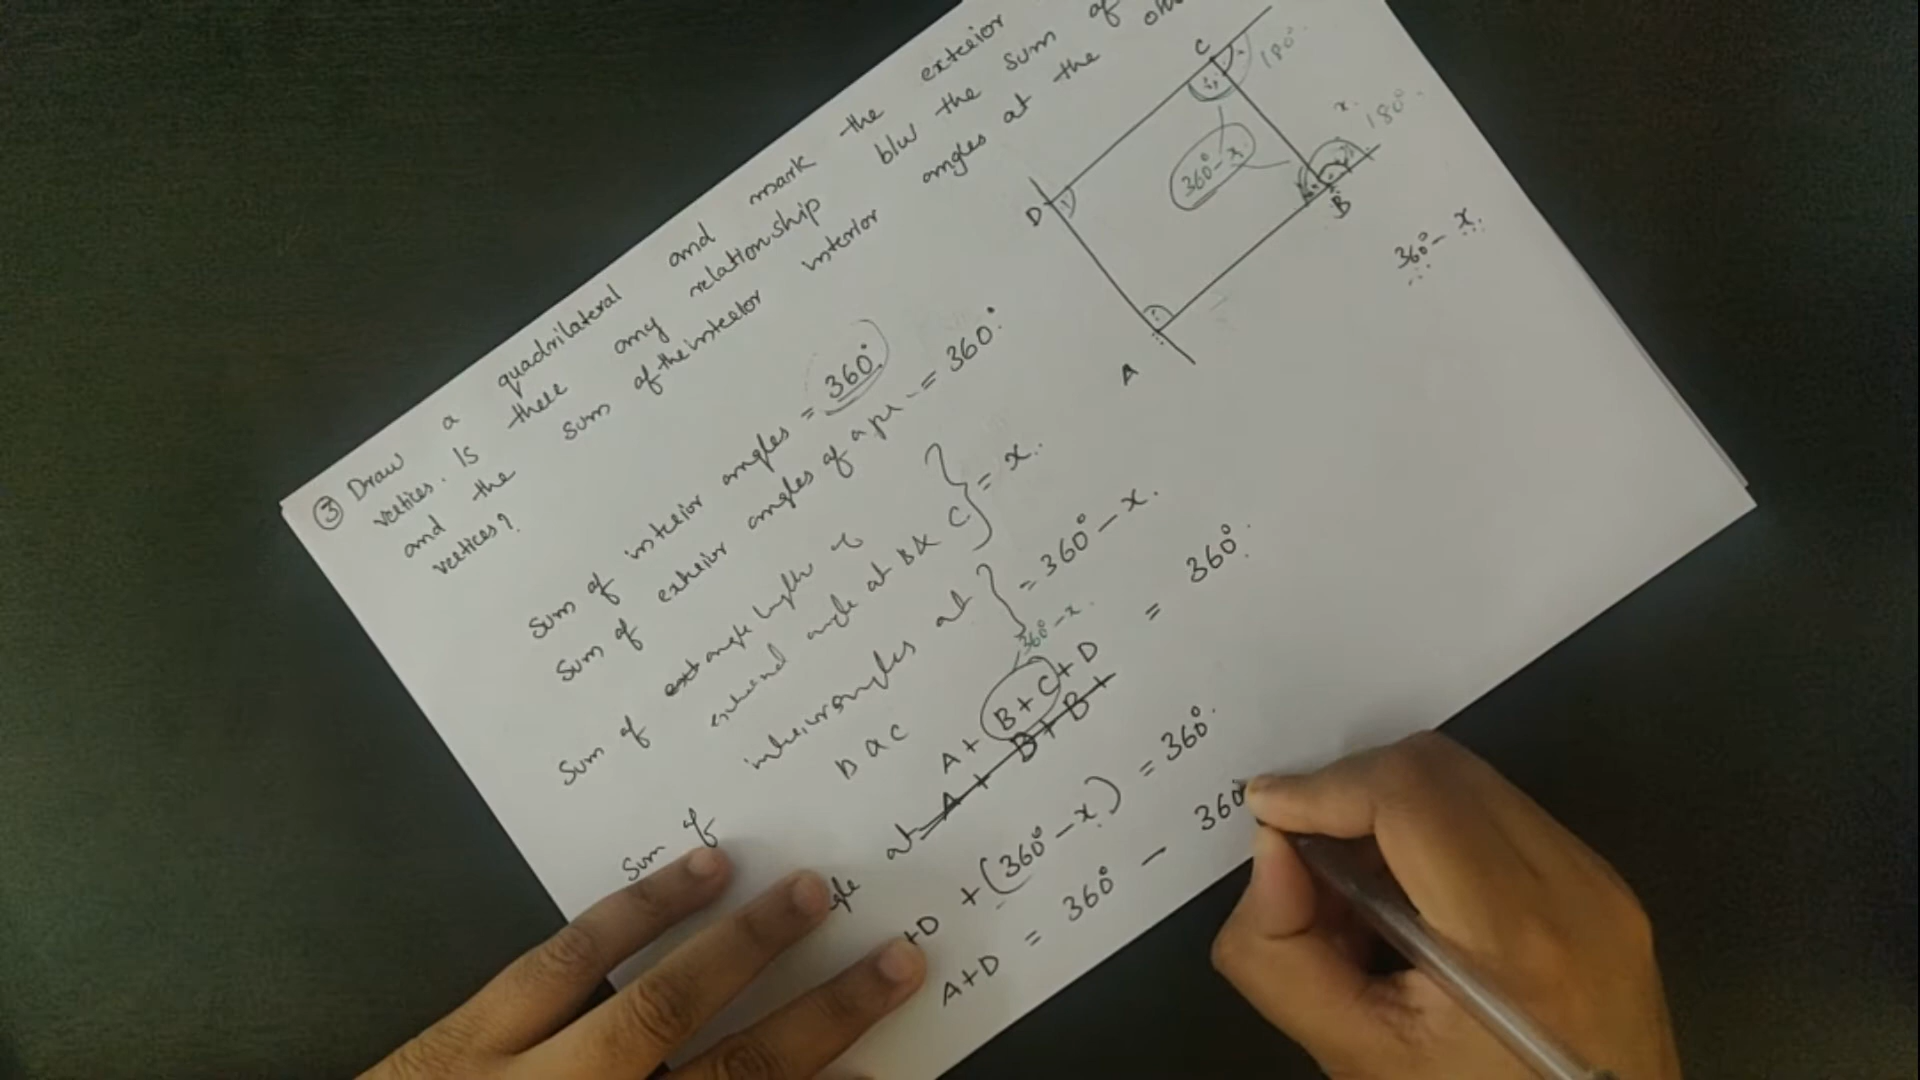 ③ Draw a quadrilateral and mark the exterior
vertices. Is there any relationship b/w the sum of
and the sum of the interior interior angles at the
vertices?
Sum of interior angles = 360°
Sum of exterior angles of a = 360°.
Sum of ext angle
external angle at B & C } = x.
Sum of angles at } = 360° - x.
B & C
360° - x.
A + B + C + D = 360°.
at A + D + B +
+D + (360° - x) = 360°.
A+D = 360° - 360°
C
180°.
x.
180°
360° - x
D
B
360° - x
A